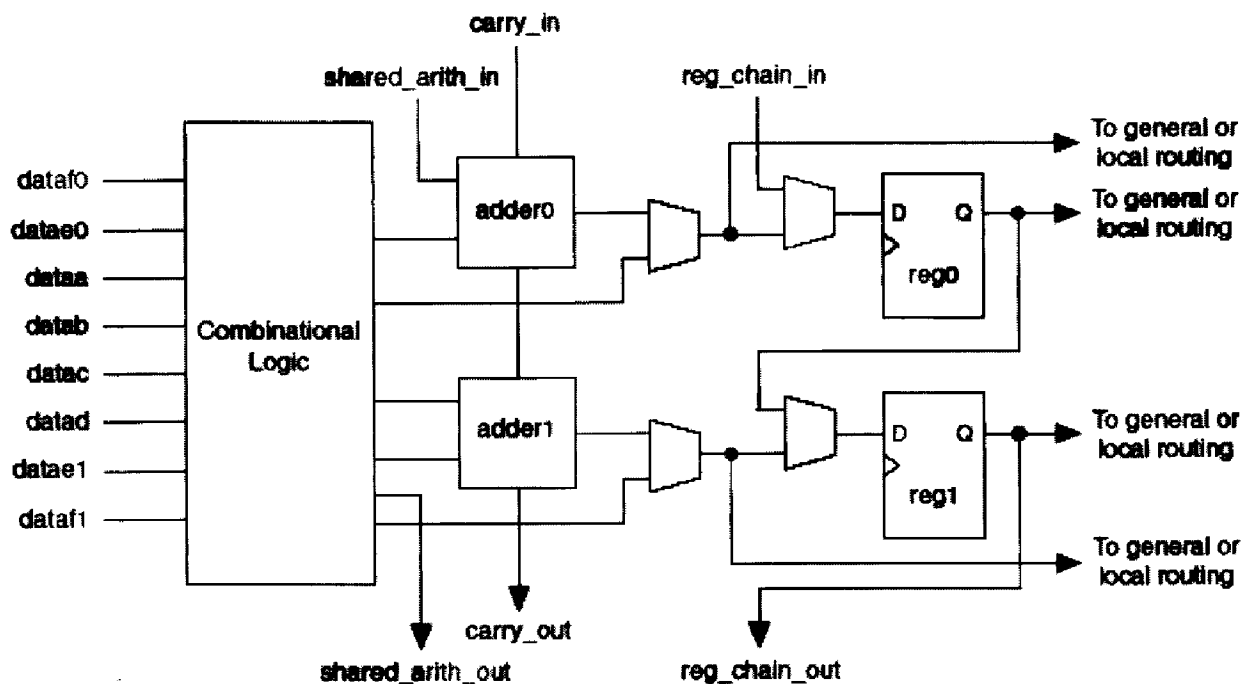 carry_in
shared_arith_in
reg_chain_in
To general or
local routing
dataf0
datae0
dataa
datab
datac
datad
datae1
dataf1
Combinational
Logic
adder0
D
Q
reg0
To general or
local routing
adder1
D
Q
reg1
To general or
local routing
To general or
local routing
carry_out
shared_arith_out
reg_chain_out